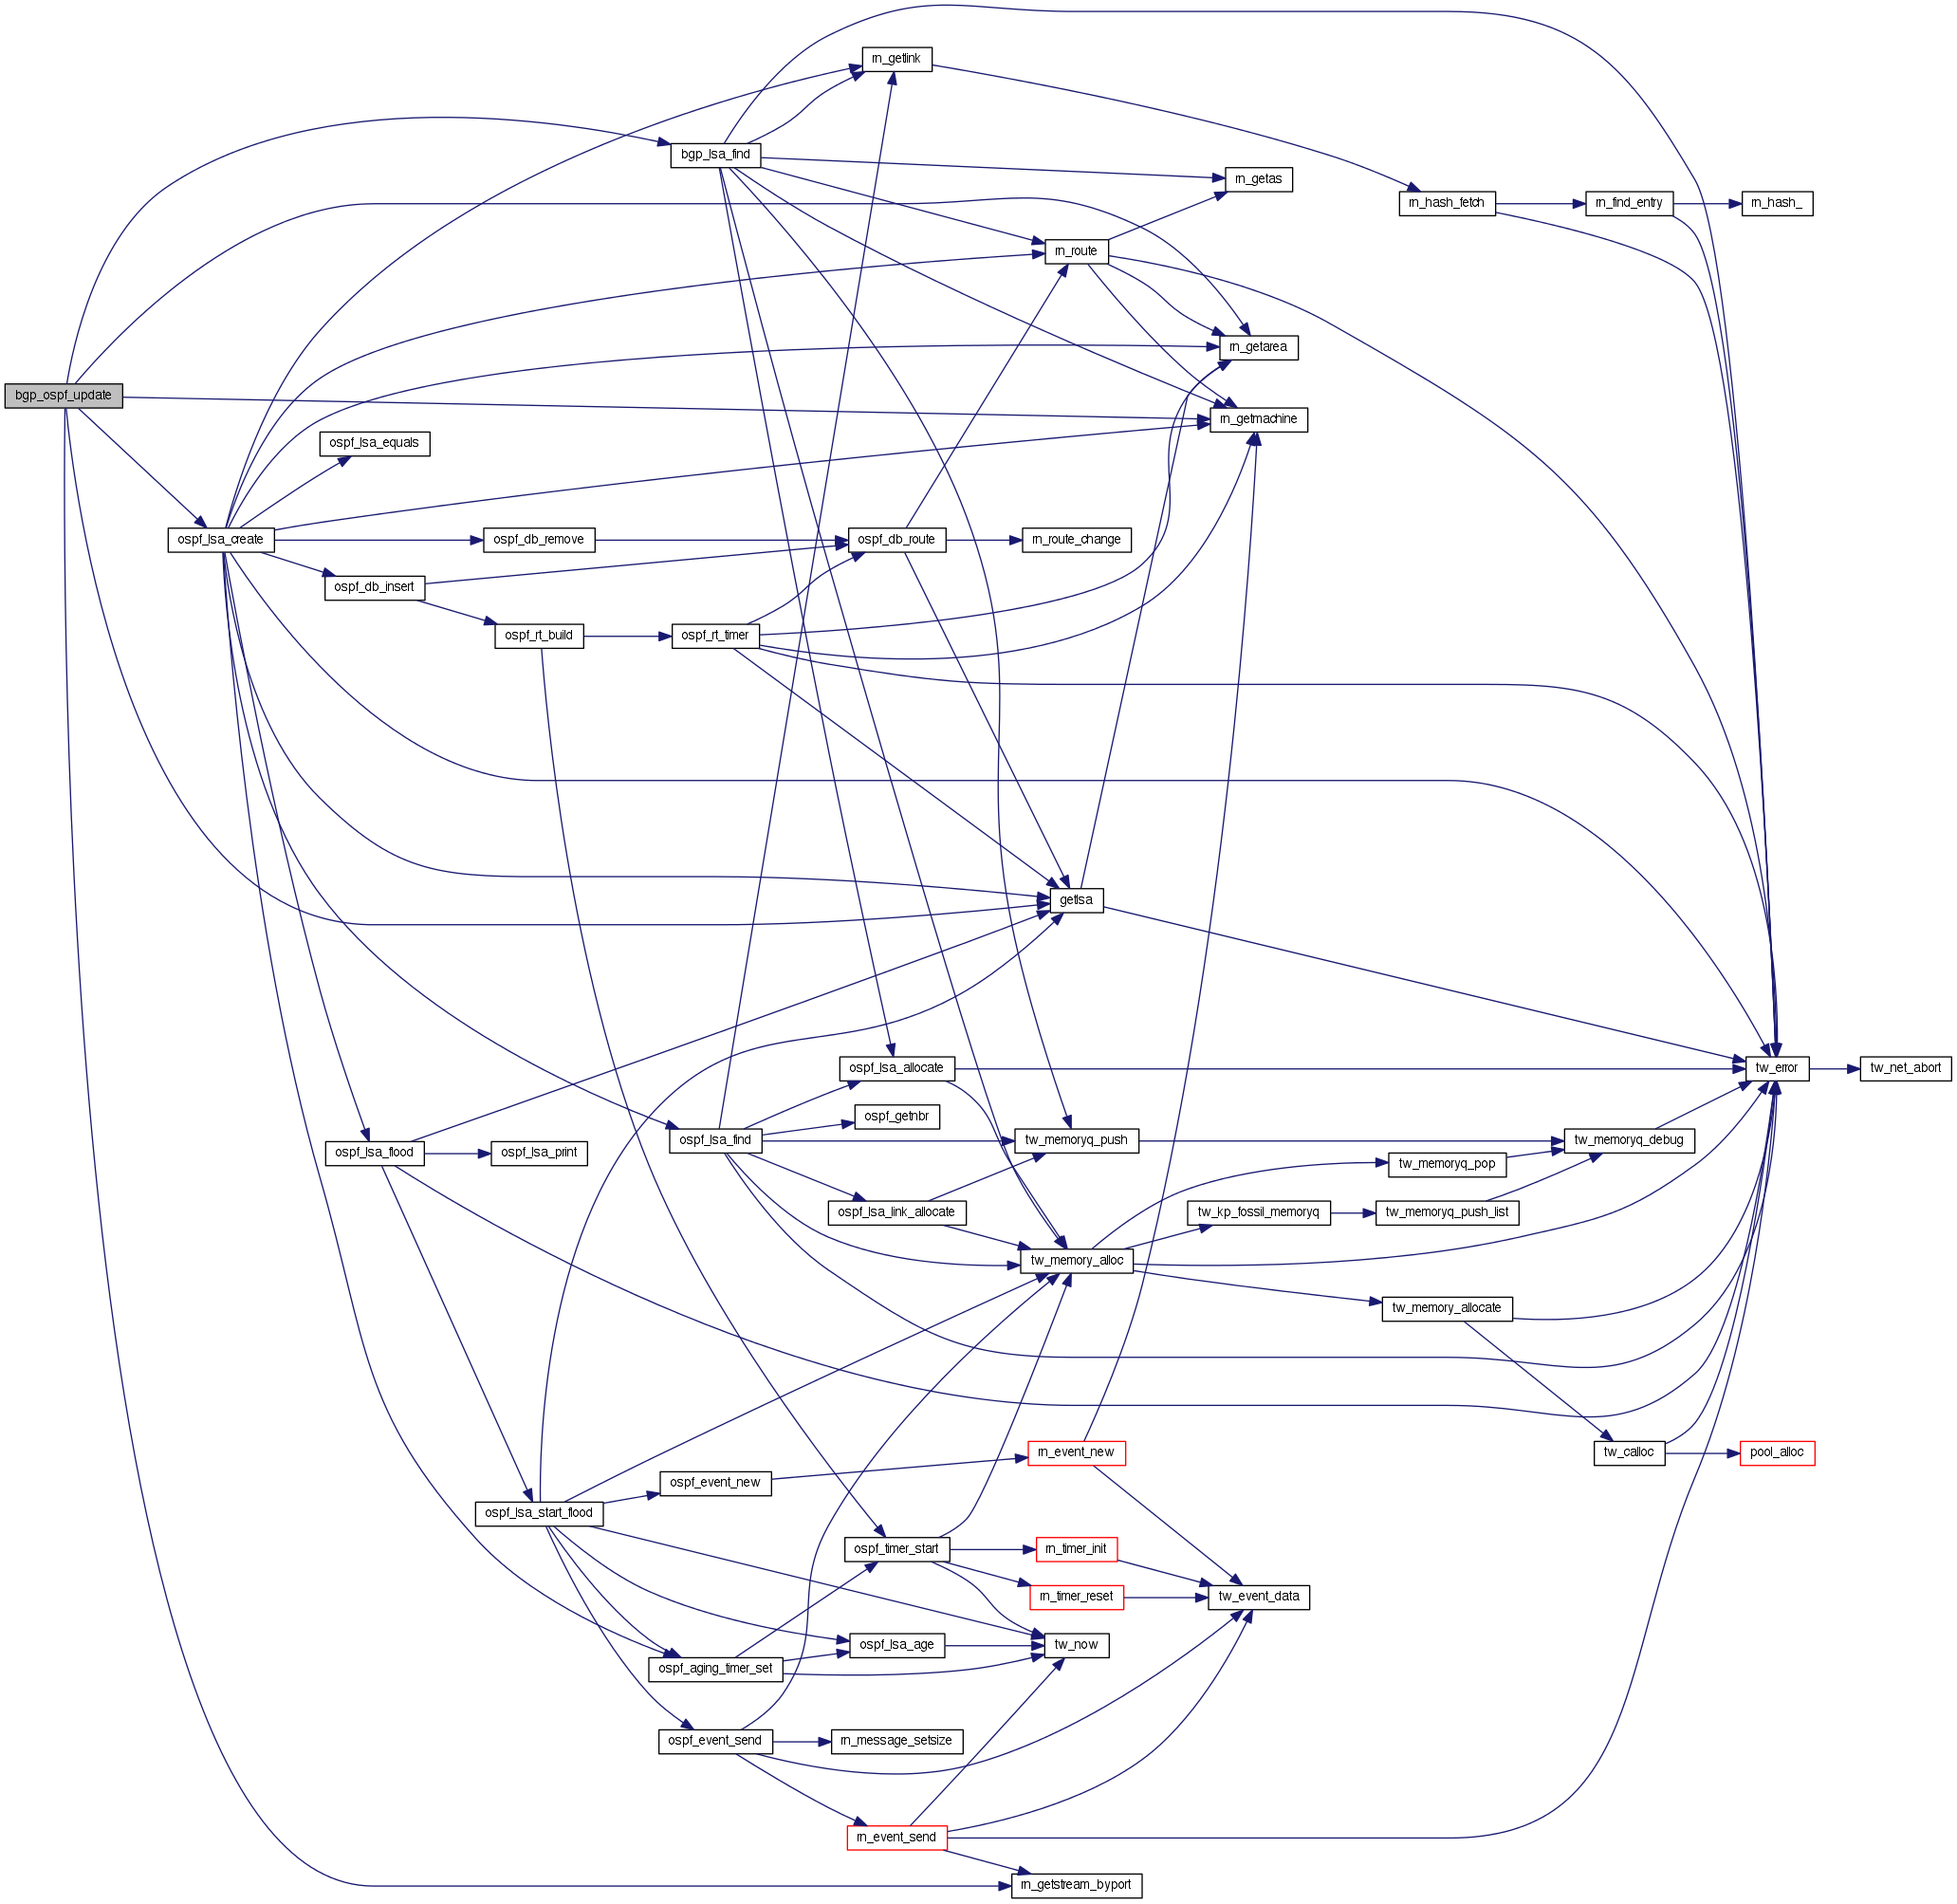 rn_getlink
bgp_lsa_find
rn_getas
rn_hash_fetch
rn_find_entry
rn_hash_
rn_route
rn_getarea
bgp_ospf_update
rn_getmachine
ospf_lsa_equals
ospf_lsa_create
ospf_db_remove
ospf_db_route
rn_route_change
ospf_db_insert
ospf_rt_build
ospf_rt_timer
getlsa
ospf_lsa_allocate
tw_error
tw_net_abort
ospf_getnbr
ospf_lsa_flood
ospf_lsa_print
ospf_lsa_find
tw_memoryq_push
tw_memoryq_debug
tw_memoryq_pop
ospf_lsa_link_allocate
tw_kp_fossil_memoryq
tw_memoryq_push_list
tw_memory_alloc
tw_memory_allocate
rn_event_new
tw_calloc
pool_alloc
ospf_event_new
ospf_lsa_start_flood
ospf_timer_start
rn_timer_init
rn_timer_reset
tw_event_data
ospf_lsa_age
tw_now
ospf_aging_timer_set
ospf_event_send
rn_message_setsize
rn_event_send
rn_getstream_byport